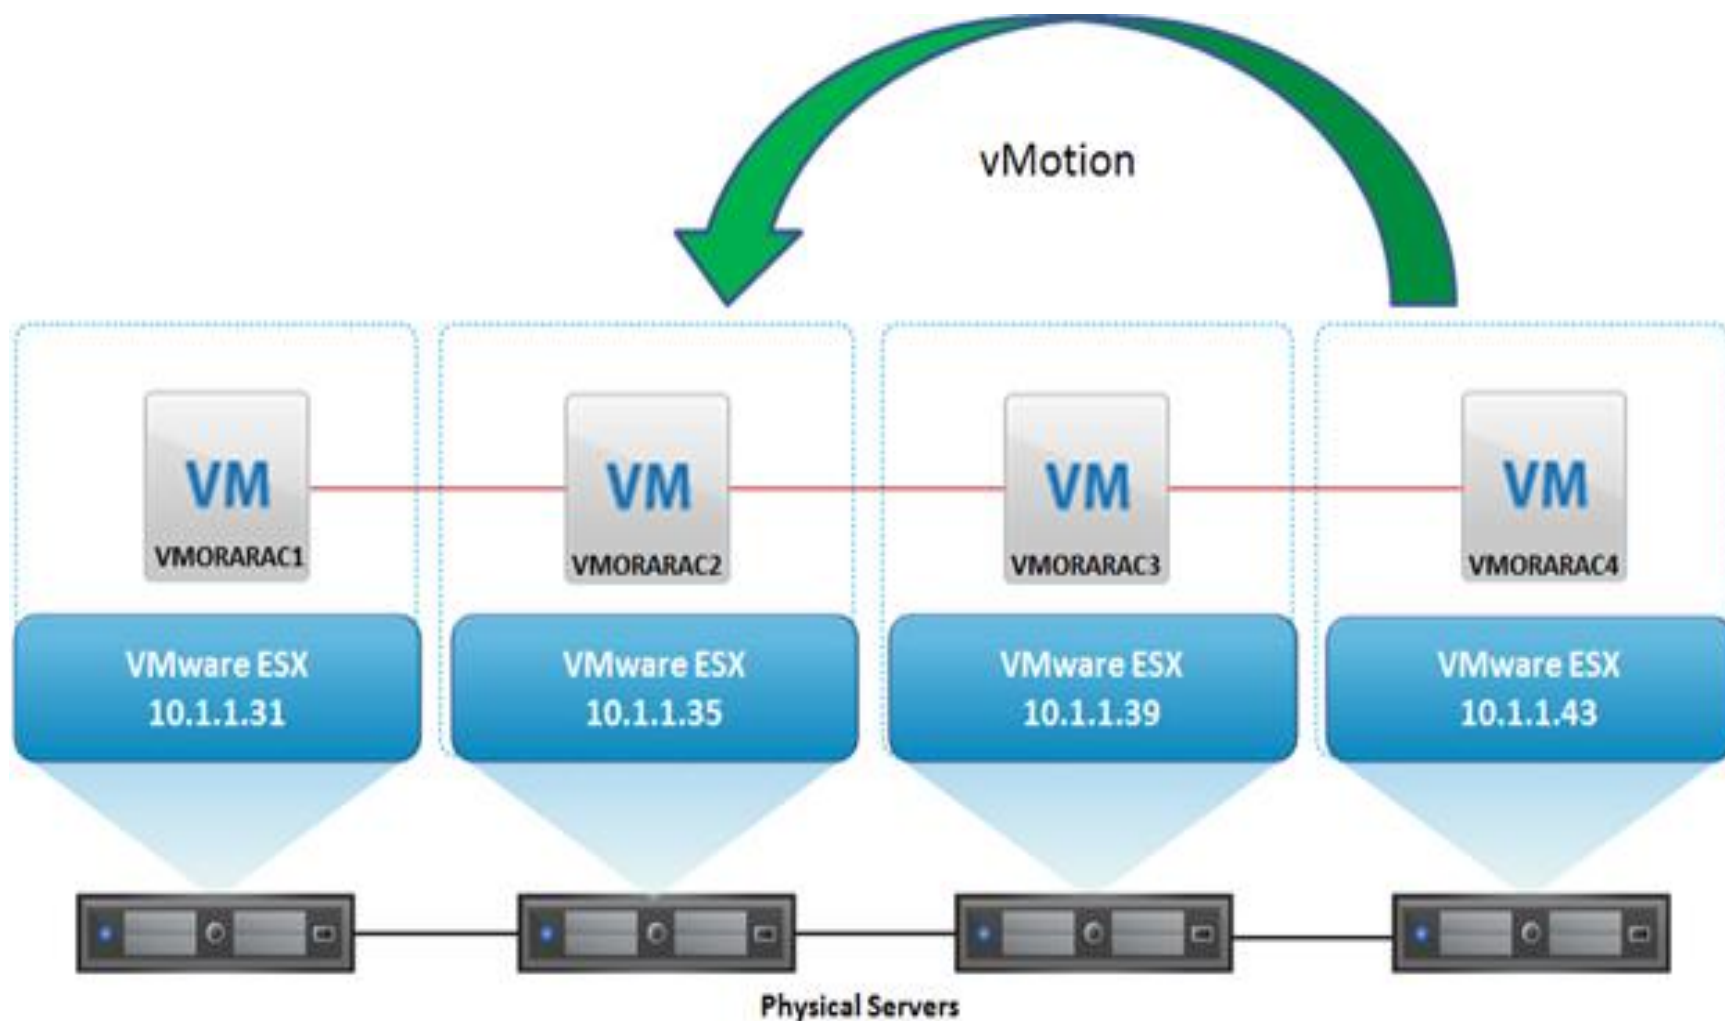 vMotion
VM
VMORARAC1
VM
VMORARAC2
VM
VMORARAC3
VM
VMORARAC4
VMware ESX
10.1.1.31
VMware ESX
10.1.1.35
VMware ESX
10.1.1.39
VMware ESX
10.1.1.43
Physical Servers